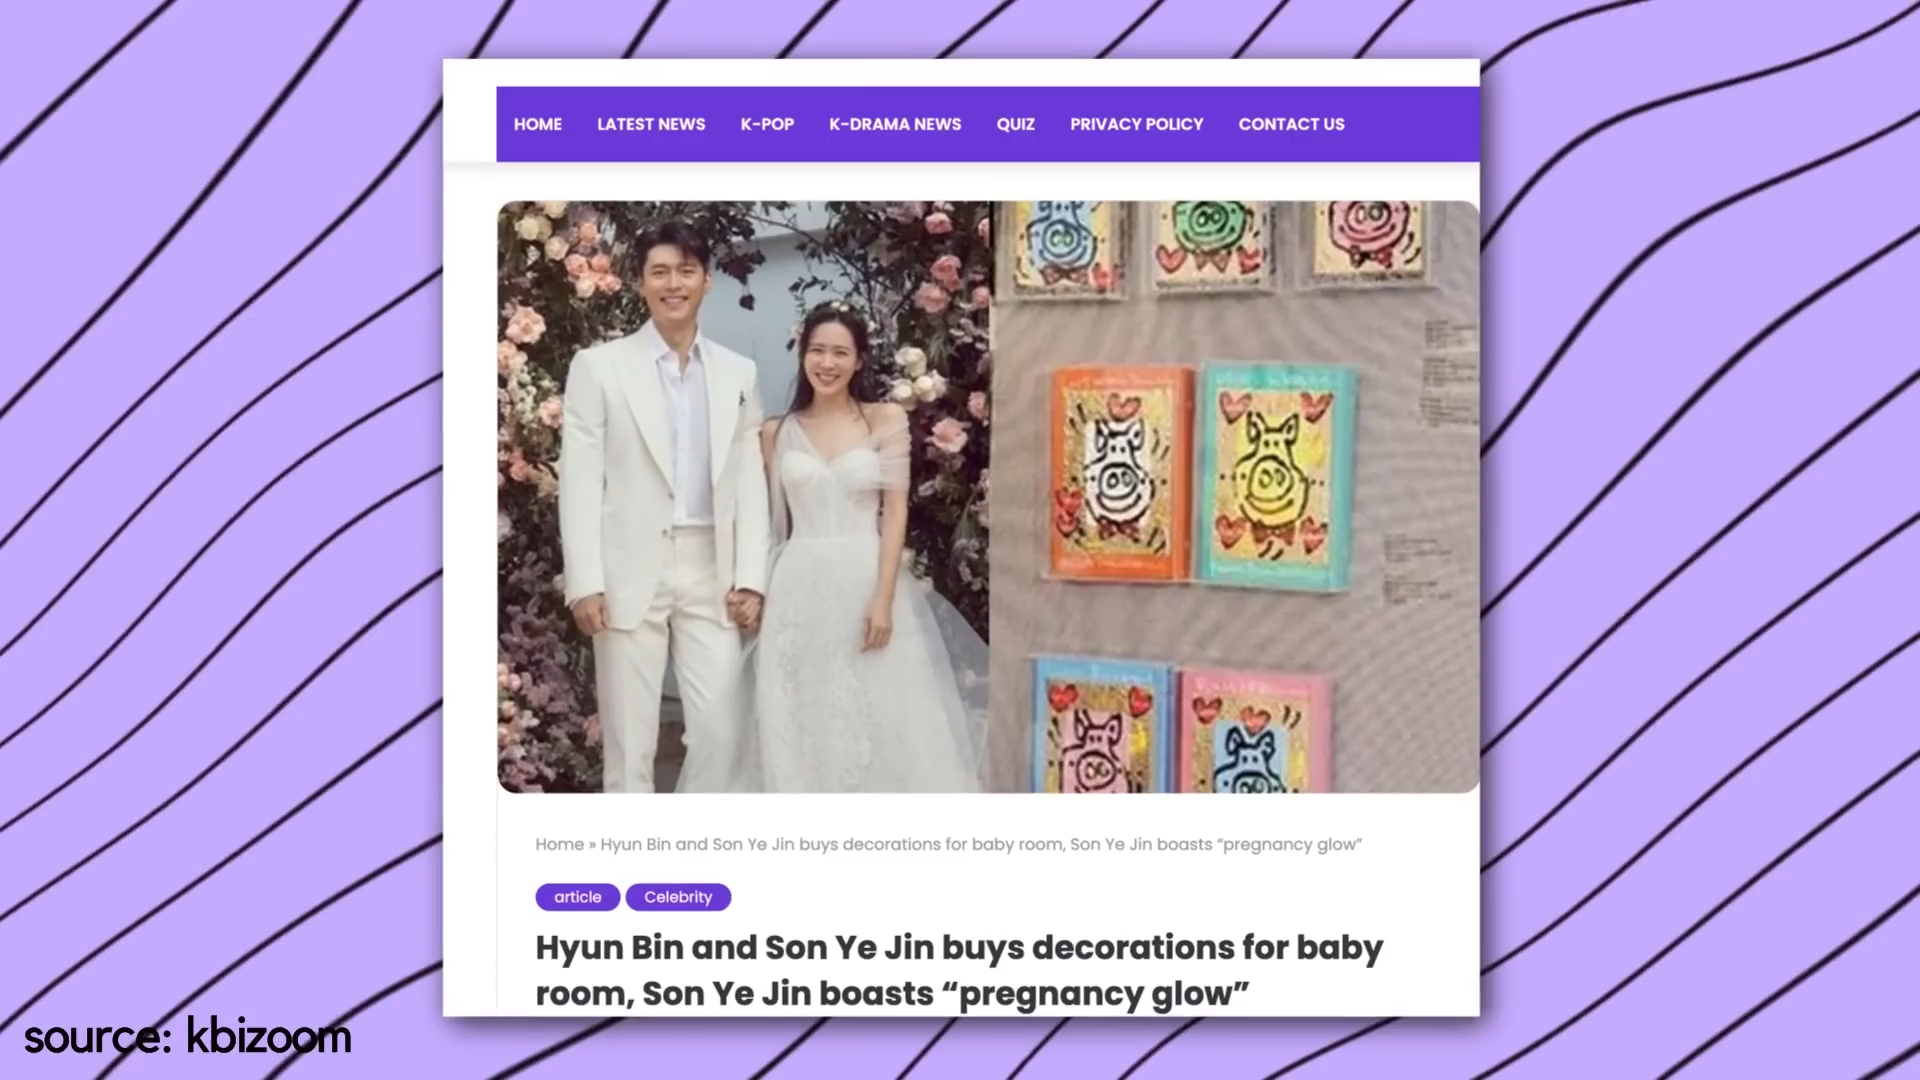 HOME LATEST NEWS K-POP K-DRAMA NEWS QUIZ PRIVACY POLICY CONTACT US
Home » Hyun Bin and Son Ye Jin buys decorations for baby room, Son Ye Jin boasts “pregnancy glow”
article Celebrity
Hyun Bin and Son Ye Jin buys decorations for baby
room, Son Ye Jin boasts “pregnancy glow”
source: kbizoom